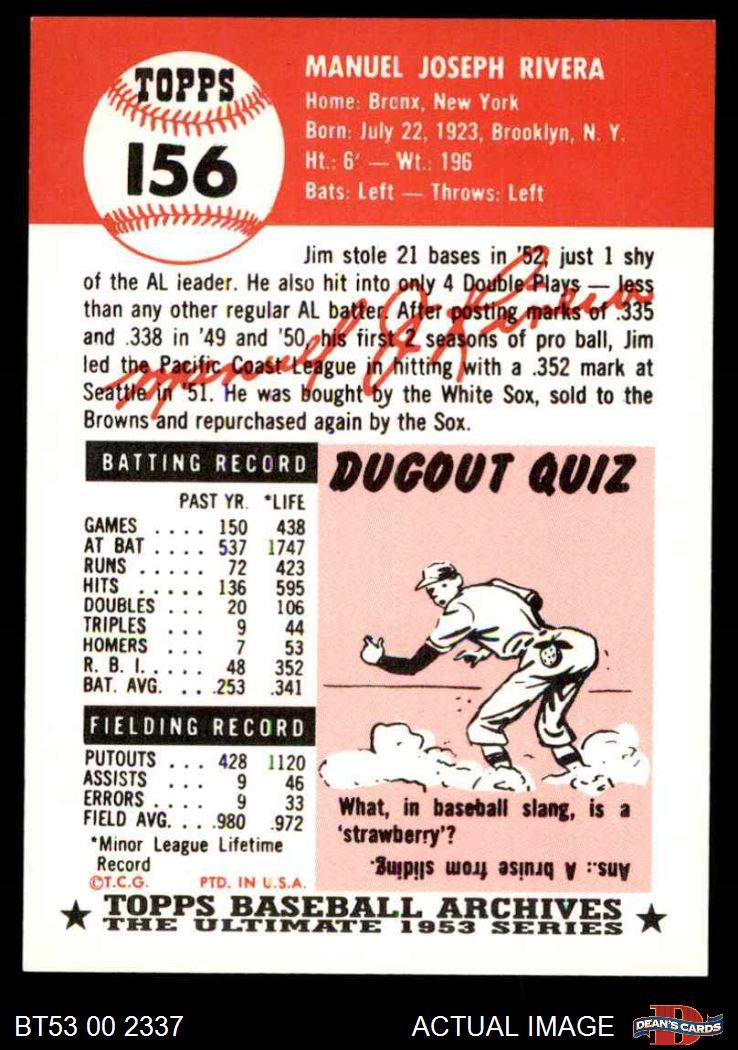 TOPPS
156
MANUEL JOSEPH RIVERA
Home: Bronx, New York
Born: July 22, 1923, Brooklyn, N. Y.
Ht.: 6' — Wt.: 196
Bats: Left — Throws: Left
Jim stole 21 bases in '52, just 1 shy
of the AL leader. He also hit into only 4 Double Plays — less
than any other regular AL batter. After posting marks of .335
and .338 in '49 and '50, his first 2 seasons of pro ball, Jim
led the Pacific Coast League in hitting with a .352 mark at
Seattle in '51. He was bought by the White Sox, sold to the
Browns and repurchased again by the Sox.
Manuel J. Rivera
BATTING RECORD
PAST YR. *LIFE
GAMES .... 150 438
AT BAT .... 537 1747
RUNS .... 72 423
HITS ...... 136 595
DOUBLES ... 20 106
TRIPLES ... 9 44
HOMERS ... 7 53
R. B. I..... 48 352
BAT. AVG. ....253 .341
FIELDING RECORD
PUTOUTS ... 428 1120
ASSISTS ... 9 46
ERRORS .... 9 33
FIELD AVG. ....980 .972
*Minor League Lifetime
Record
©T.C.G. PTD. IN U.S.A.
DUGOUT QUIZ
What, in baseball slang, is a
'strawberry'?
Ans.: A bruise from sliding.
★ TOPPS BASEBALL ARCHIVES ★
THE ULTIMATE 1953 SERIES
BT53 00 2337
ACTUAL IMAGE
D
DEAN'S CARDS